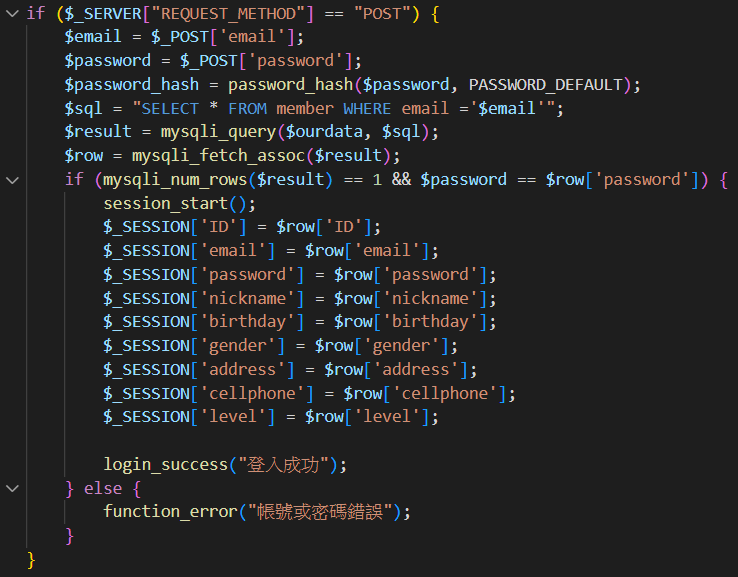 if ($_SERVER["REQUEST_METHOD"] == "POST") {
    $email = $_POST['email'];
    $password = $_POST['password'];
    $password_hash = password_hash($password, PASSWORD_DEFAULT);
    $sql = "SELECT * FROM member WHERE email ='$email'";
    $result = mysqli_query($ourdata, $sql);
    $row = mysqli_fetch_assoc($result);
    if (mysqli_num_rows($result) == 1 && $password == $row['password']) {
        session_start();
        $_SESSION['ID'] = $row['ID'];
        $_SESSION['email'] = $row['email'];
        $_SESSION['password'] = $row['password'];
        $_SESSION['nickname'] = $row['nickname'];
        $_SESSION['birthday'] = $row['birthday'];
        $_SESSION['gender'] = $row['gender'];
        $_SESSION['address'] = $row['address'];
        $_SESSION['cellphone'] = $row['cellphone'];
        $_SESSION['level'] = $row['level'];

        login_success("登入成功");
    } else {
        function_error("帳號或密碼錯誤");
    }
}